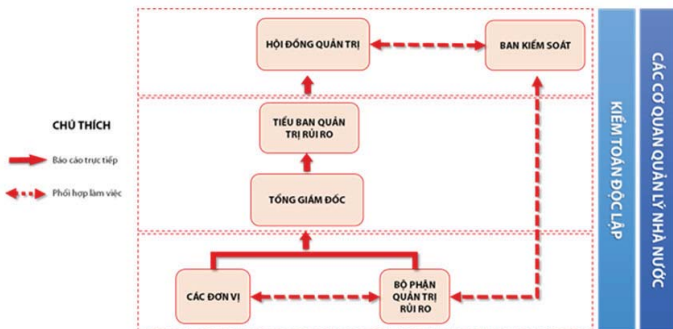 HỘI ĐỒNG QUẢN TRỊ
BAN KIỂM SOÁT
CHÚ THÍCH
Báo cáo trực tiếp
Phối hợp làm việc
TIỂU BAN QUẢN
TRỊ RỦI RO
TỔNG GIÁM ĐỐC
CÁC ĐƠN VỊ
BỘ PHẬN
QUẢN TRỊ
RỦI RO
KIỂM TOÁN ĐỘC LẬP
CÁC CƠ QUAN QUẢN LÝ NHÀ NƯỚC